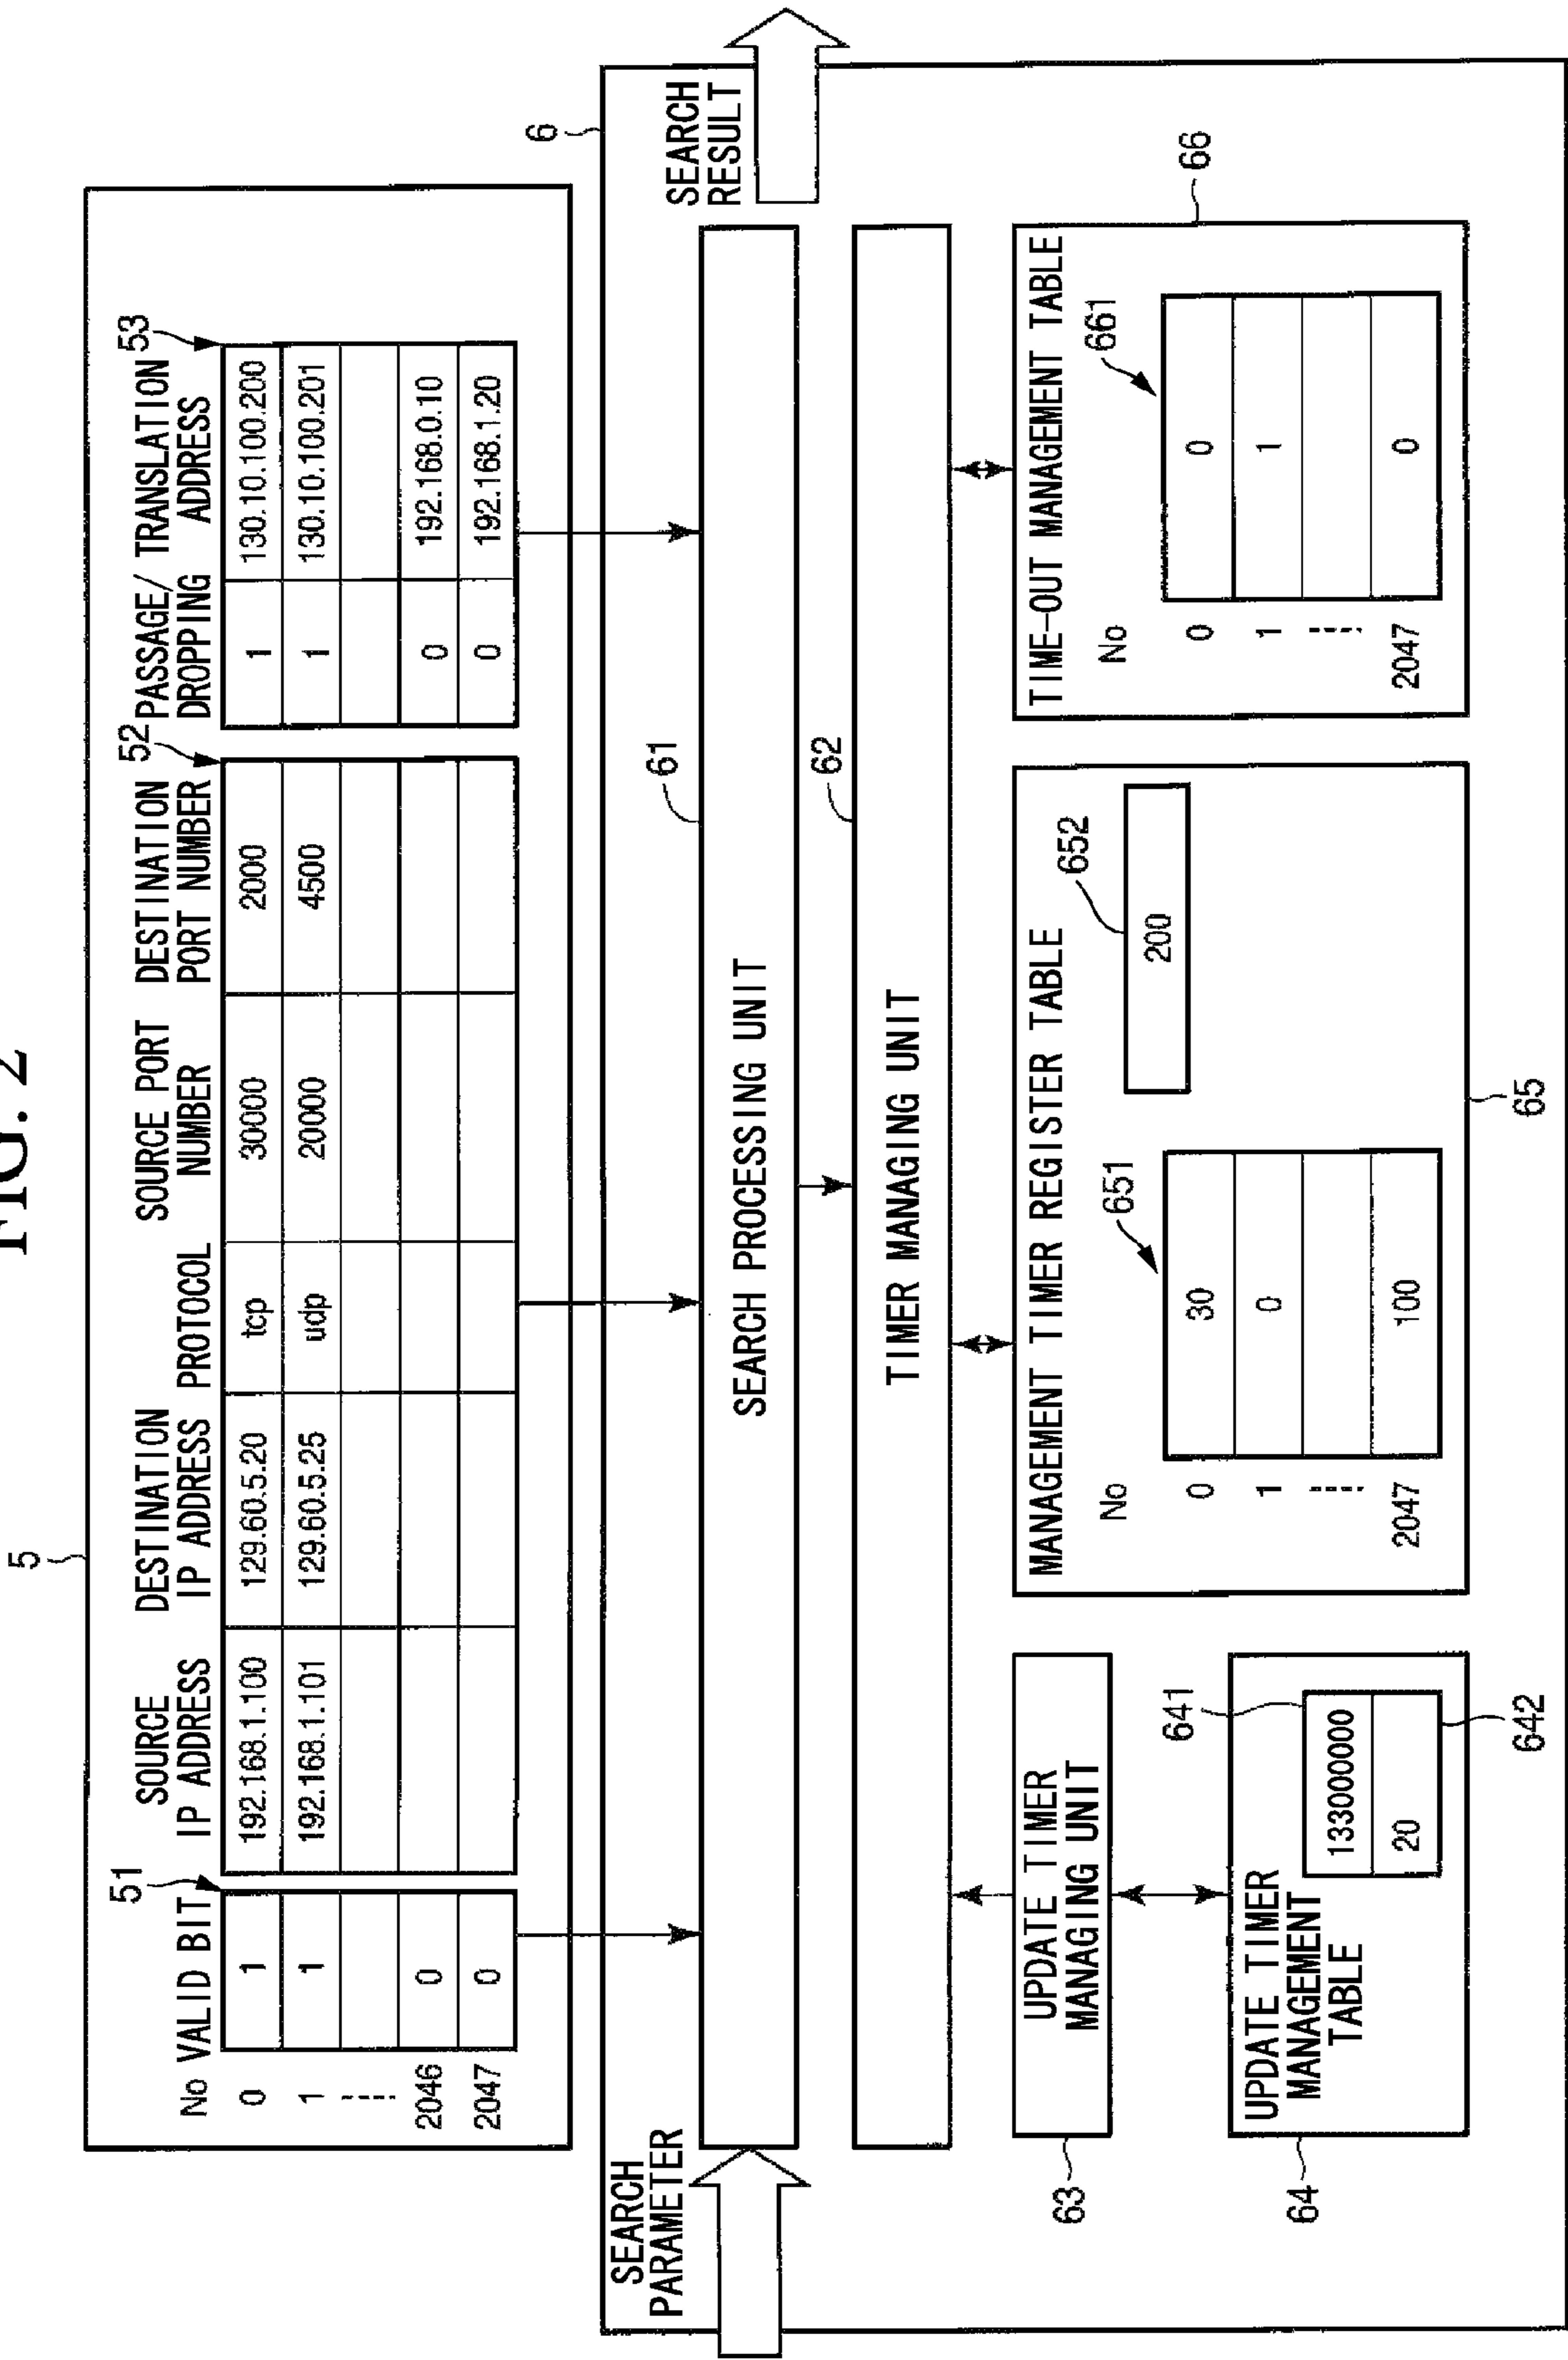 FIG. 2
5
51
52
53
No VALID BIT
SOURCE
IP ADDRESS
DESTINATION
IP ADDRESS
PROTOCOL
SOURCE PORT
NUMBER
DESTINATION
PORT NUMBER
PASSAGE/
DROPPING
TRANSLATION
ADDRESS
0 1 192.168.1.100 129.60.5.20 tcp 30000 2000 1 130.10.100.200
1 1 192.168.1.101 129.60.5.25 udp 20000 4500 1 130.10.100.201
2046 0 0 192.168.0.10
2047 0 0 192.168.1.20
6
SEARCH
PARAMETER
SEARCH
RESULT
61
SEARCH PROCESSING UNIT
62
TIMER MANAGING UNIT
63
UPDATE TIMER
MANAGING UNIT
64
UPDATE TIMER
MANAGEMENT
TABLE
641
133000000
20
642
MANAGEMENT TIMER REGISTER TABLE
No
651
652
200
0 30
1 0
2047 100
65
TIME-OUT MANAGEMENT TABLE
66
No
661
0 0
1 1
2047 0